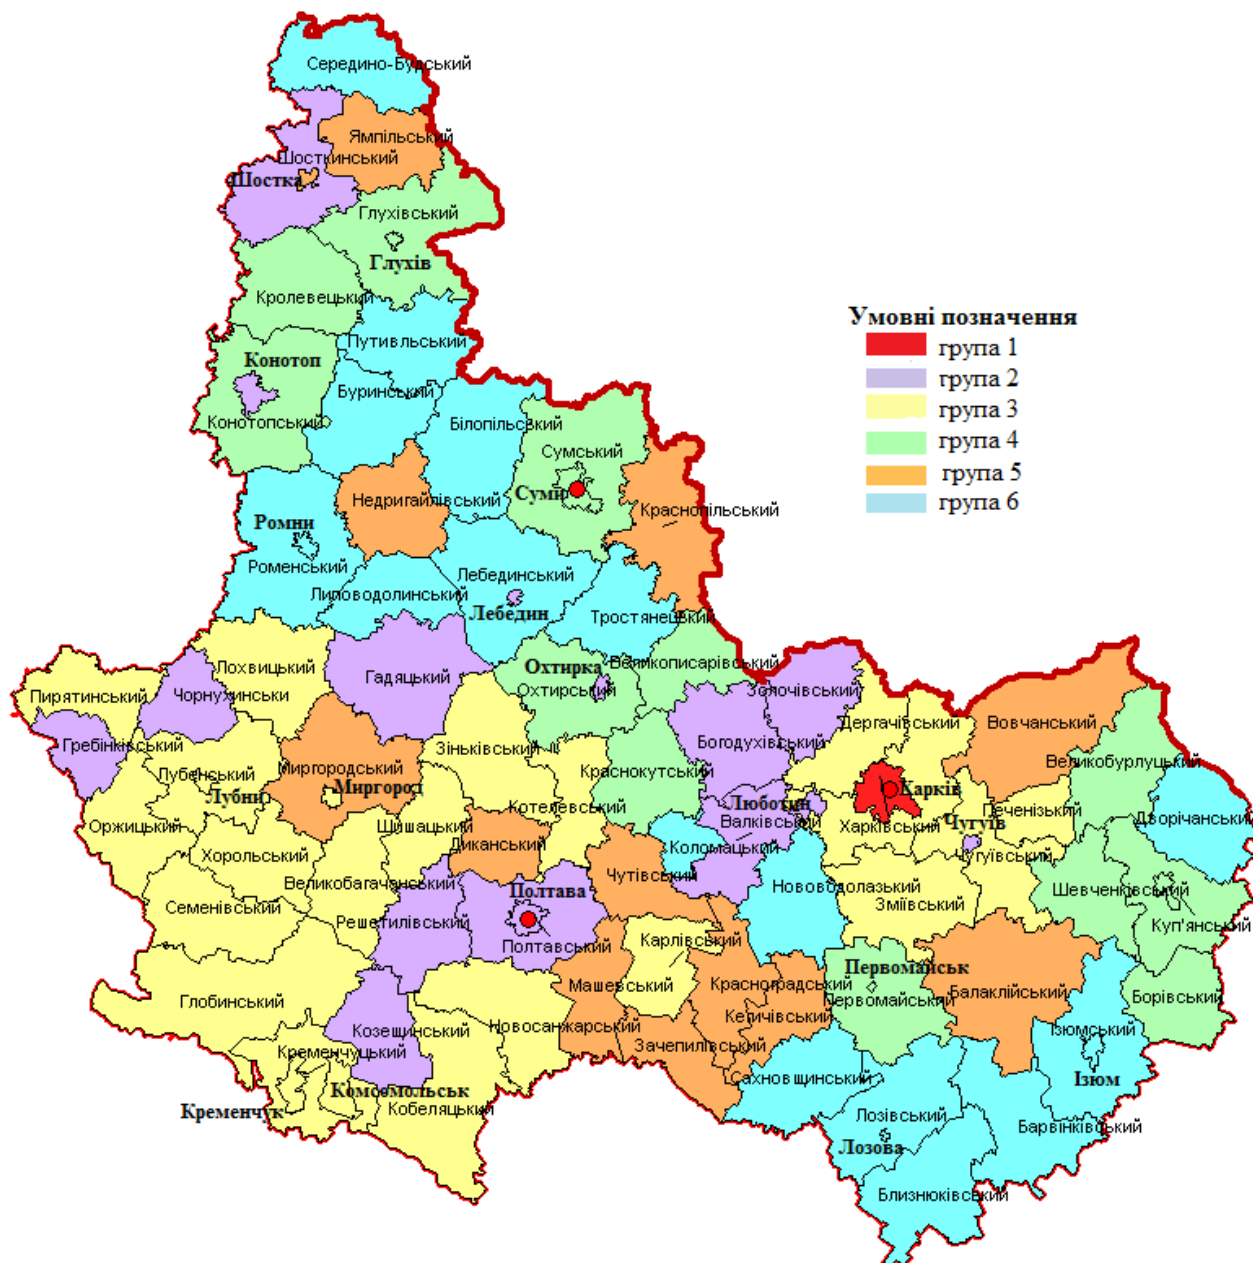 Середино-Будський
Ямпільський
Шосткинський
Шостка
Глухівський
Глухів
Кролевецький
Умовні позначення
група 1
група 2
група 3
група 4
група 5
група 6
Путивльський
Конотоп
Буринський
Конотопський
Білопільський
Сумський
Суми
Недригайлівський
Краснопільський
Ромни
Роменський
Лебединський
Липоводолинський
Лебедин
Тростянецький
Лохвицький
Охтирка
Великописарівський
Пирятинський
Чорнухинськи
Гадяцький
Охтирський
Золочівський
Дергачівський
Вовчанський
Гребінківський
Зіньківський
Богодухівський
Великобурлуцький
Лубенський
Миргородський
Краснокутський
Лубни
Миргород
Котелевський
Люботин
Харків
Печенізький
Дворічанський
Оржицький
Шишацький
Валківський
Харківський
Чугуїв
Хорольський
Диканський
Коломацький
Чугуївський
Великобагачанський
Чутівський
Нововодолазький
Шевченківський
Полтава
Семенівський
Решетилівський
Зміївський
Куп'янський
Полтавський
Карлівський
Первомайськ
Машевський
Красноградський
Балаклійський
Борівський
Глобинський
Первомайський
Козещинський
Новосанжарський
Кегичівський
Ізюмський
Кременчуцький
Зачепилівський
Комсомольськ
Сахновщинський
Ізюм
Кременчук
Кобеляцький
Лозівський
Барвінківський
Лозова
Близнюківський